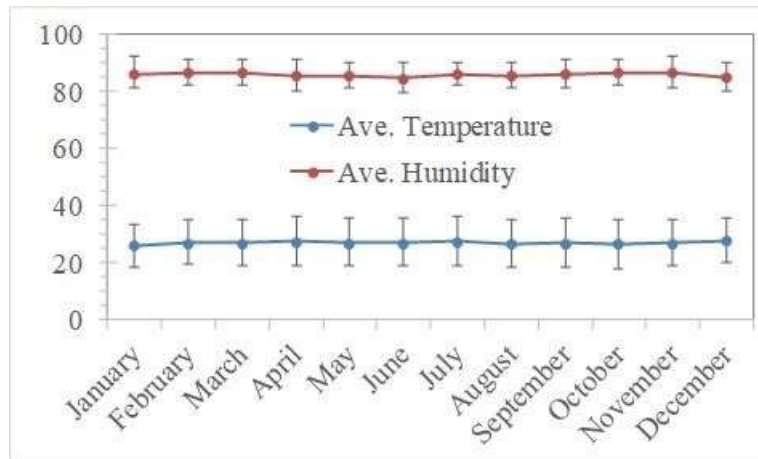 100
80
60
40
20
0
Ave. Temperature
Ave. Humidity
January
February
March
April
May
June
July
August
September
October
November
December